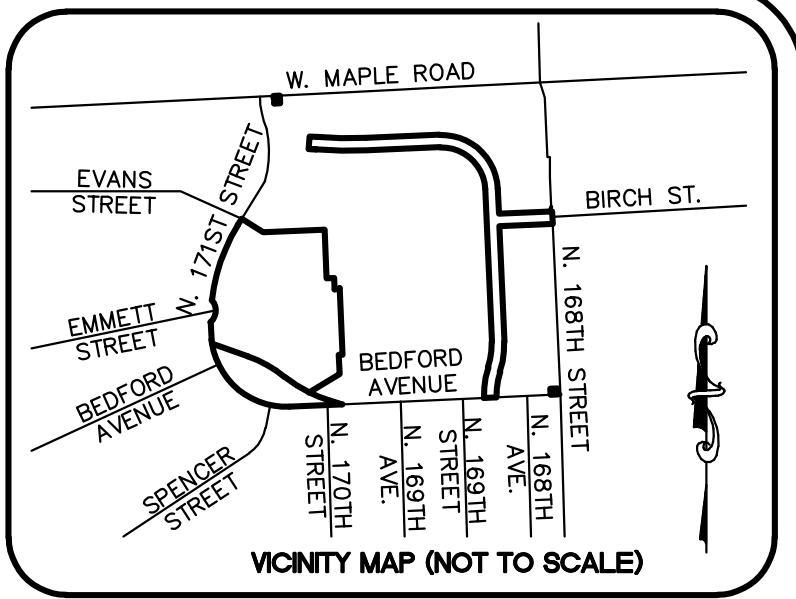 W. MAPLE ROAD
EVANS
STREET
N. 171ST STREET
BIRCH ST.
EMMETT
STREET
BEDFORD
AVENUE
BEDFORD
AVENUE
N. 168TH STREET
SPENCER
STREET
N. 170TH
STREET
N. 169TH
AVE.
N. 169TH
STREET
N. 168TH
AVE.
VICINITY MAP (NOT TO SCALE)